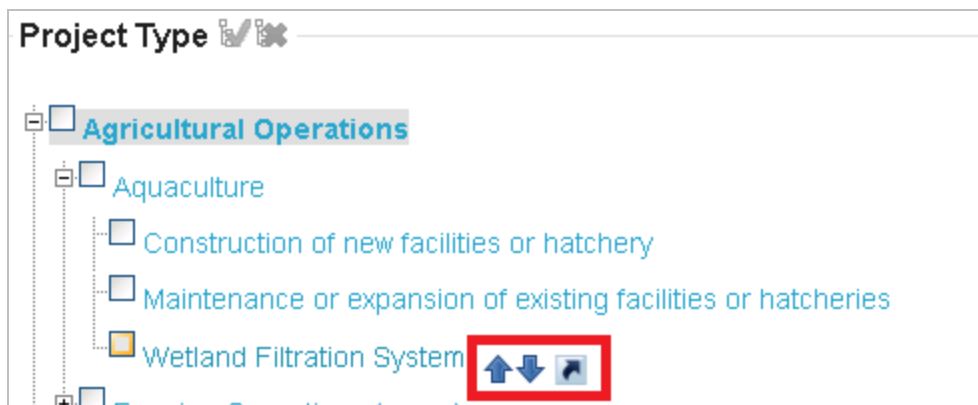 Project Type
Agricultural Operations
Aquaculture
Construction of new facilities or hatchery
Maintenance or expansion of existing facilities or hatcheries
Wetland Filtration System